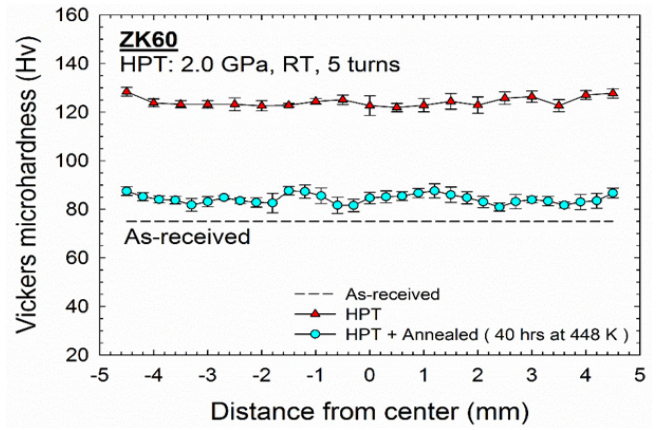 160
140
120
100
80
60
40
20
Vickers microhardness (Hv)
ZK60
HPT: 2.0 GPa, RT, 5 turns
As-received
As-received
HPT
HPT + Annealed ( 40 hrs at 448 K )
-5 -4 -3 -2 -1 0 1 2 3 4 5
Distance from center (mm)